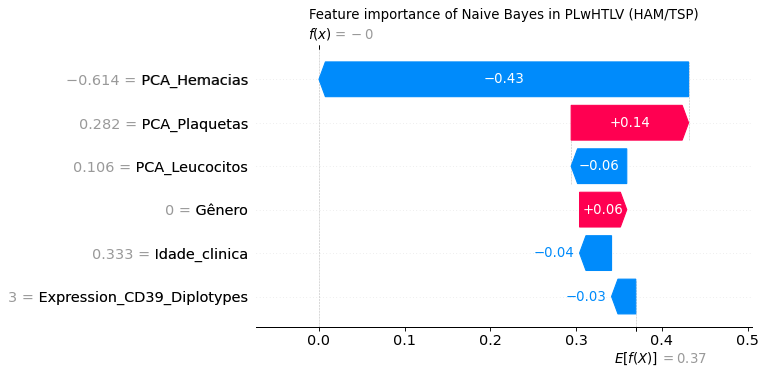 Feature importance of Naive Bayes in PLwHTLV (HAM/TSP)
f(x) = −0
−0.614 = PCA_Hemacias
−0.43
0.282 = PCA_Plaquetas
+0.14
0.106 = PCA_Leucocitos
−0.06
0 = Gênero
+0.06
0.333 = Idade_clinica
−0.04
3 = Expression_CD39_Diplotypes
−0.03
0.0 0.1 0.2 0.3 0.4 0.5
E[f(X)] = 0.37